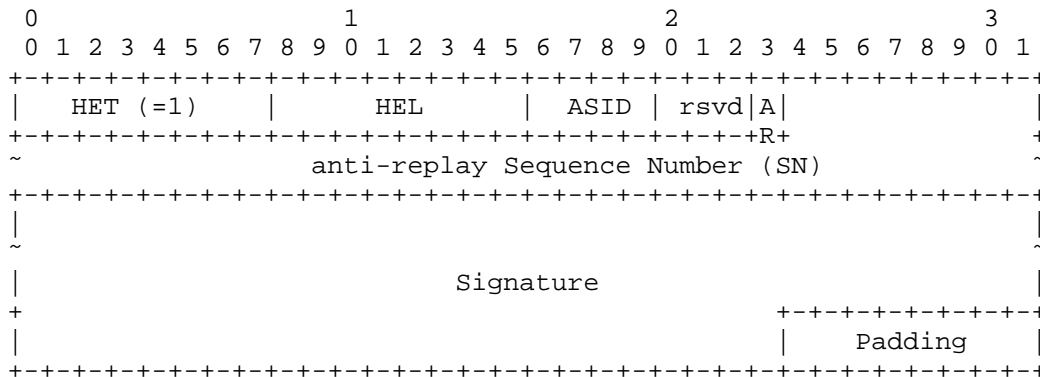 0                   1                   2                   3
 0 1 2 3 4 5 6 7 8 9 0 1 2 3 4 5 6 7 8 9 0 1 2 3 4 5 6 7 8 9 0 1
+-+-+-+-+-+-+-+-+-+-+-+-+-+-+-+-+-+-+-+-+-+-+-+-+-+-+-+-+-+-+-+-+
|   HET (=1)    |      HEL      |  ASID | rsvd|A|               |
+-+-+-+-+-+-+-+-+-+-+-+-+-+-+-+-+-+-+-+-+-+-+-+R+               +
~                  anti-replay Sequence Number (SN)             ~
+-+-+-+-+-+-+-+-+-+-+-+-+-+-+-+-+-+-+-+-+-+-+-+-+-+-+-+-+-+-+-+-+
|                                                               |
~                                                               ~
|                           Signature                           |
+                                               +-+-+-+-+-+-+-+-+
|                                               |    Padding    |
+-+-+-+-+-+-+-+-+-+-+-+-+-+-+-+-+-+-+-+-+-+-+-+-+-+-+-+-+-+-+-+-+